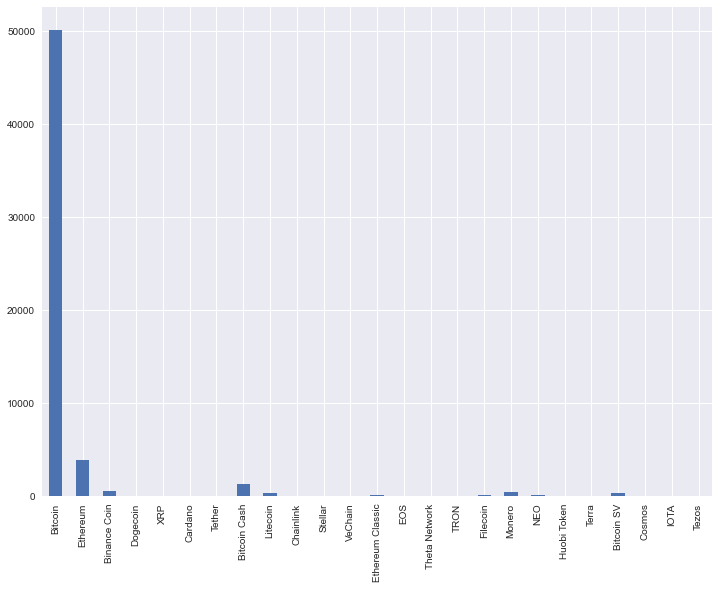 50000
40000
30000
20000
10000
0
Bitcoin
Ethereum
Binance Coin
Dogecoin
XRP
Cardano
Tether
Bitcoin Cash
Litecoin
Chainlink
Stellar
VeChain
Ethereum Classic
EOS
Theta Network
TRON
Filecoin
Monero
NEO
Huobi Token
Terra
Bitcoin SV
Cosmos
IOTA
Tezos